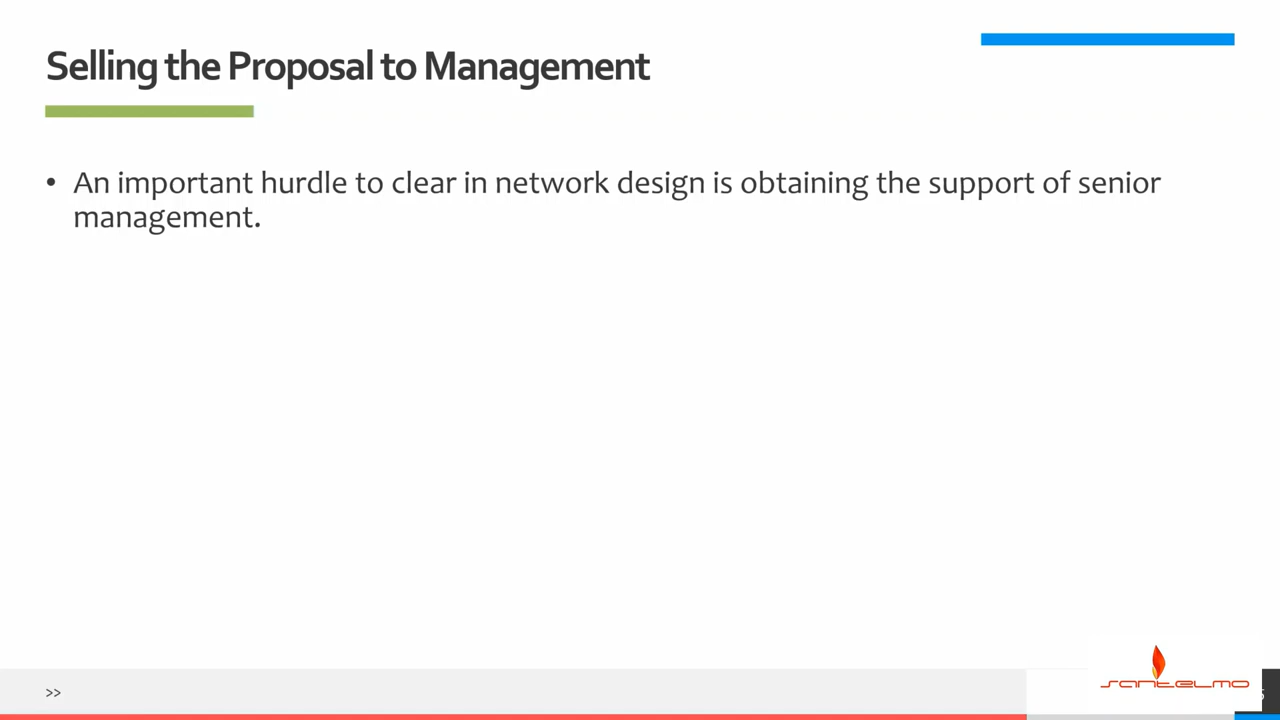 Selling the Proposal to Management
• An important hurdle to clear in network design is obtaining the support of senior
management.
>>
santelmo